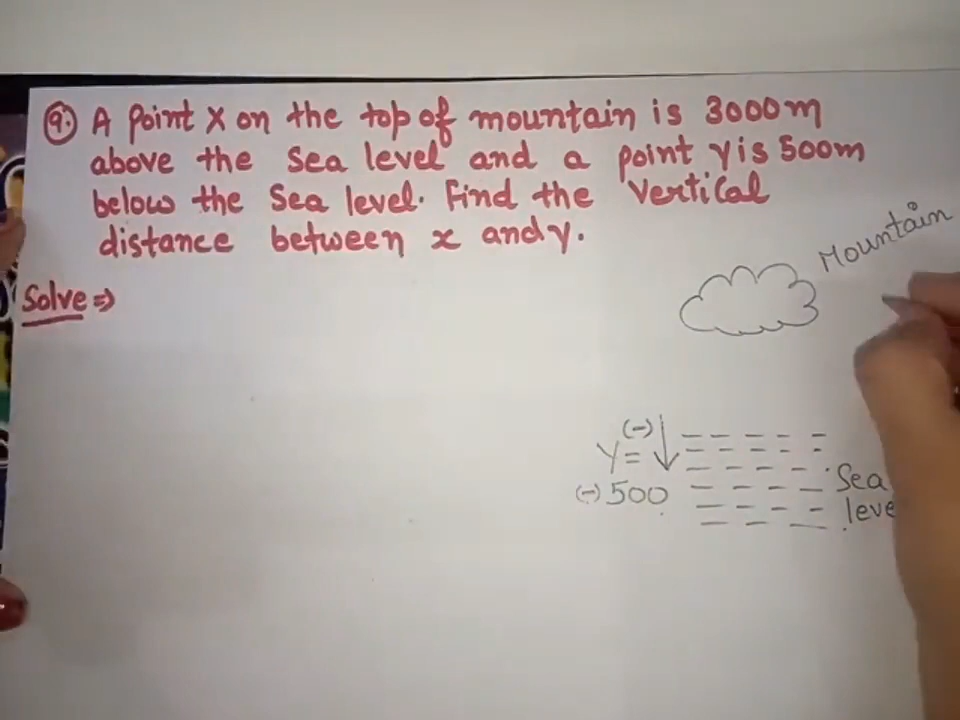 9. A point X on the top of mountain is 3000m
above the sea level and a point y is 500m
below the sea level. Find the vertical
distance between x and y.
Solve ⇒
Mountain
(-)
Y=
(-) 500
Sea
leve